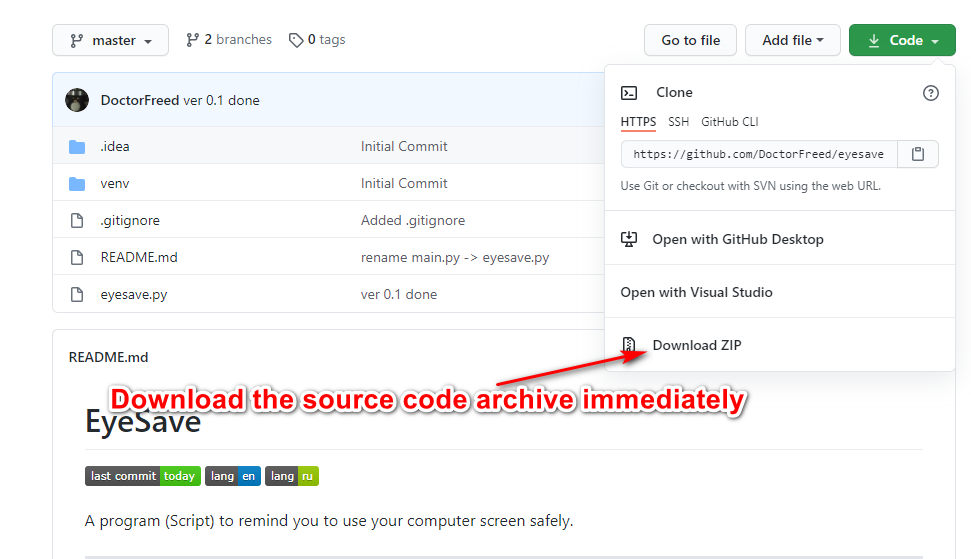 master
2 branches
0 tags
Go to file
Add file
Code
DoctorFreed ver 0.1 done
.idea Initial Commit
venv Initial Commit
.gitignore Added .gitignore
README.md rename main.py -> eyesave.py
eyesave.py ver 0.1 done
Clone
HTTPS SSH GitHub CLI
https://github.com/DoctorFreed/eyesave
Use Git or checkout with SVN using the web URL.
Open with GitHub Desktop
Open with Visual Studio
Download ZIP
README.md
Download the source code archive immediately
EyeSave
last commit today lang en lang ru
A program (Script) to remind you to use your computer screen safely.